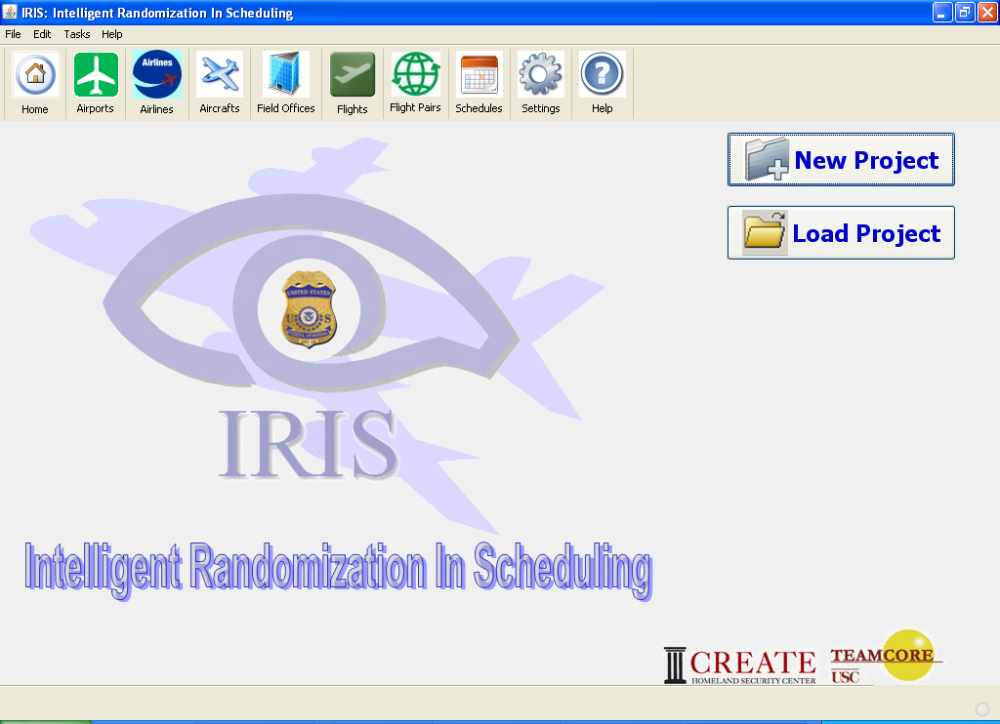 IRIS: Intelligent Randomization In Scheduling
File Edit Tasks Help
Airlines
Home Airports Airlines Aircrafts Field Offices Flights Flight Pairs Schedules Settings Help
New Project
Load Project
UNITED STATES
U S
IRIS
Intelligent Randomization In Scheduling
CREATE
HOMELAND SECURITY CENTER
TEAMCORE
USC